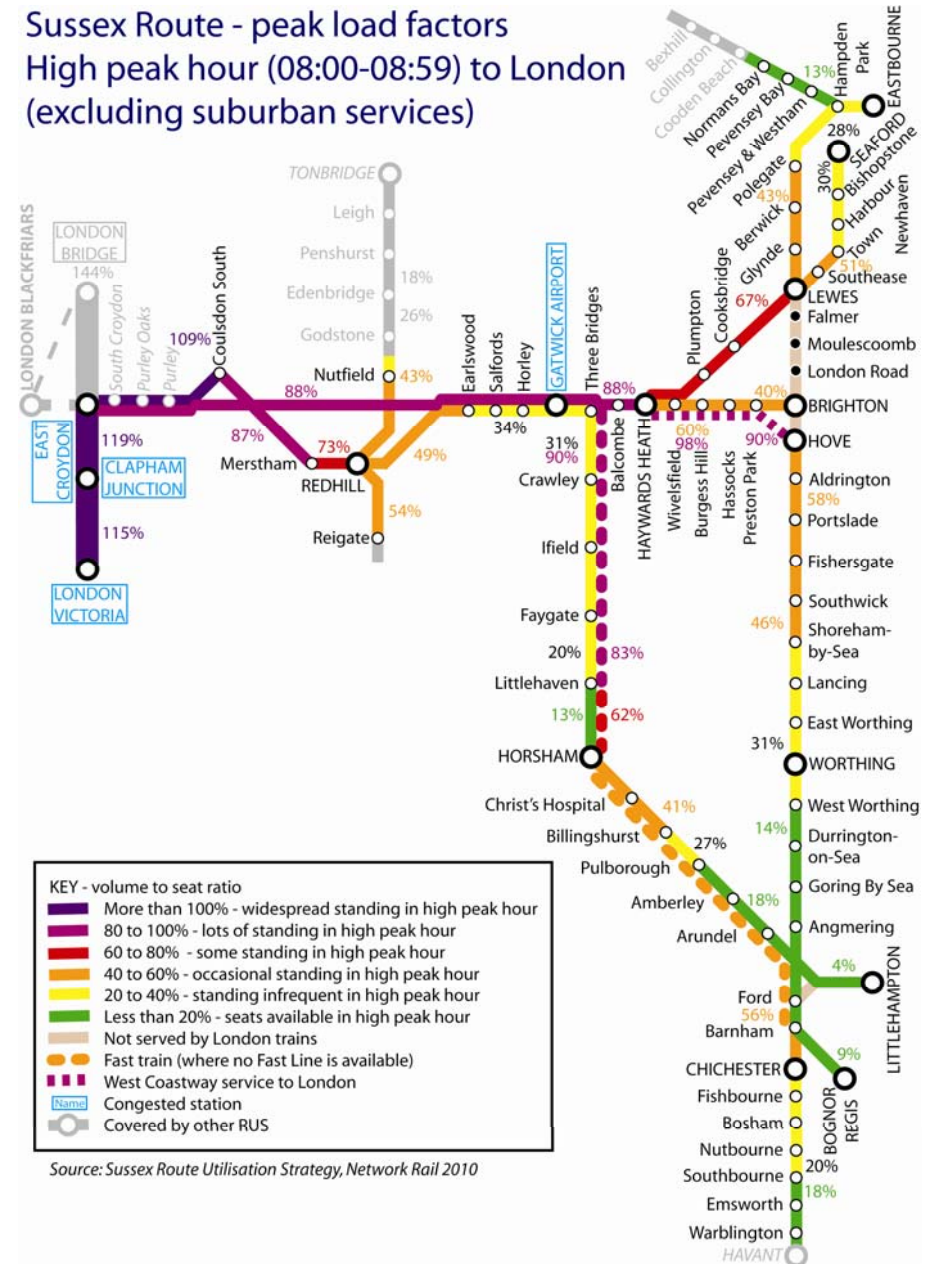 Sussex Route - peak load factors
High peak hour (08:00-08:59) to London
(excluding suburban services)
Bexhill
Collington
Cooden Beach
Normans Bay
Pevensey Bay
Pevensey & Westham
13%
Hampden
Park
EASTBOURNE
28%
SEAFORD
Bishopstone
30%
Harbour
Town
Newhaven
Polegate
43%
Berwick
Glynde
51%
Southease
67%
LEWES
Falmer
Moulescoomb
London Road
TONBRIDGE
Leigh
Penshurst
18%
Edenbridge
26%
Godstone
Nutfield
43%
LONDON BLACKFRIARS
LONDON
BRIDGE
144%
South Croydon
Purley Oaks
Purley
109%
Coulsdon South
88%
87%
Merstham
73%
REDHILL
49%
54%
Reigate
Earlswood
Salfords
Horley
34%
GATWICK AIRPORT
Three Bridges
31%
90%
88%
Balcombe
HAYWARDS HEATH
Plumpton
Cooksbridge
Wivelsfield
60%
98%
Burgess Hill
Hassocks
Preston Park
40%
90%
BRIGHTON
HOVE
EAST
CROYDON
119%
CLAPHAM
JUNCTION
115%
LONDON
VICTORIA
Crawley
Ifield
Faygate
20%
83%
Littlehaven
13%
62%
HORSHAM
Christ's Hospital
41%
Billingshurst
27%
Pulborough
Amberley
18%
Arundel
Aldrington
58%
Portslade
Fishersgate
Southwick
46%
Shoreham-
by-Sea
Lancing
East Worthing
31%
WORTHING
West Worthing
14%
Durrington-
on-Sea
Goring By Sea
Angmering
4%
LITTLEHAMPTON
Ford
56%
Barnham
9%
BOGNOR
REGIS
CHICHESTER
Fishbourne
Bosham
Nutbourne
20%
Southbourne
18%
Emsworth
Warblington
HAVANT
KEY - volume to seat ratio
More than 100% - widespread standing in high peak hour
80 to 100% - lots of standing in high peak hour
60 to 80% - some standing in high peak hour
40 to 60% - occasional standing in high peak hour
20 to 40% - standing infrequent in high peak hour
Less than 20% - seats available in high peak hour
Not served by London trains
Fast train (where no Fast Line is available)
West Coastway service to London
Name Congested station
Covered by other RUS
Source: Sussex Route Utilisation Strategy, Network Rail 2010